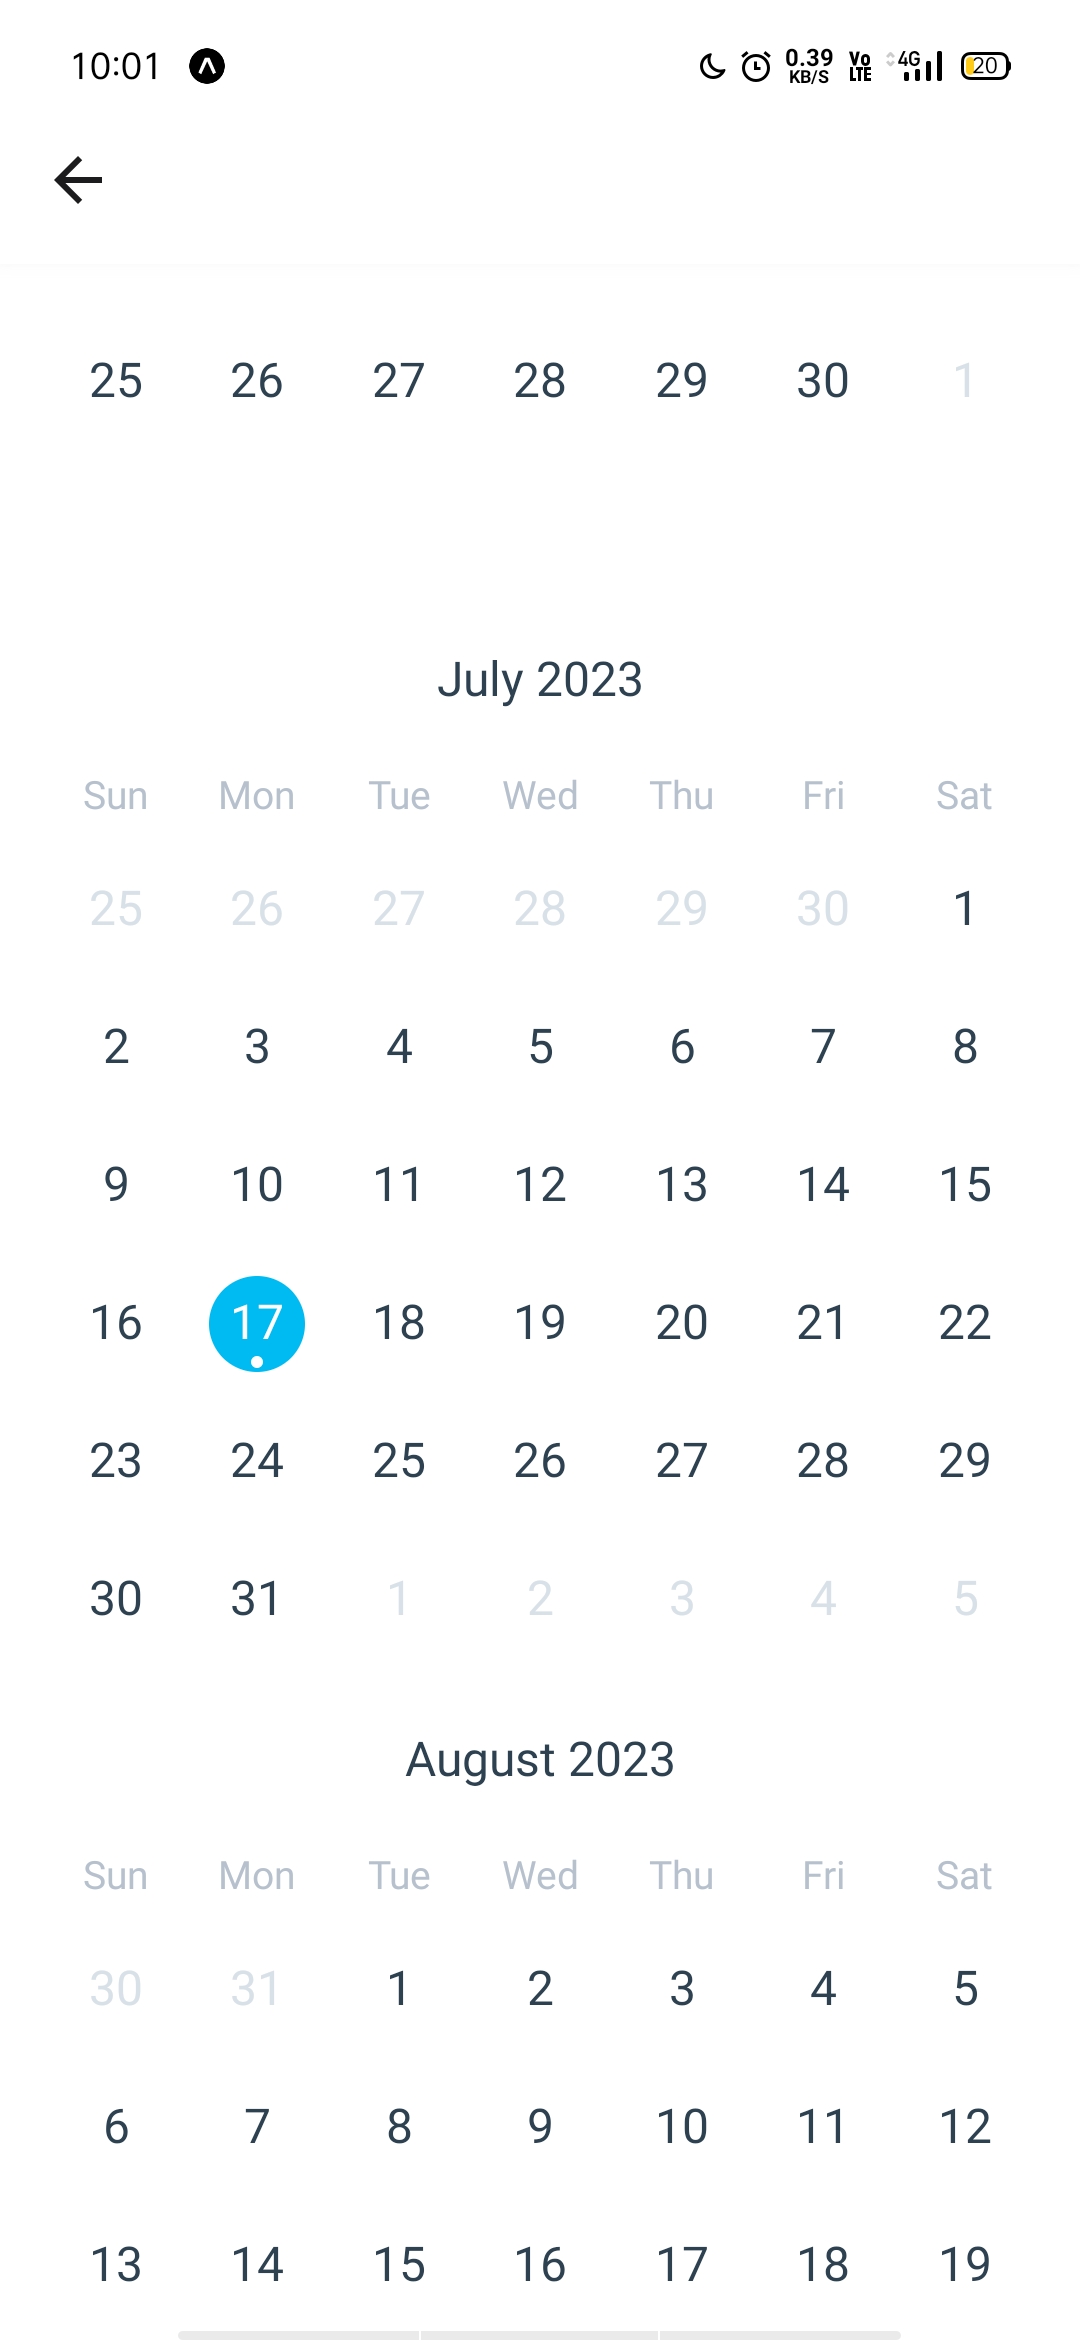 10:01 0.39 KB/S Vo LTE 4G 20
25 26 27 28 29 30 1
July 2023
Sun Mon Tue Wed Thu Fri Sat
25 26 27 28 29 30 1
2 3 4 5 6 7 8
9 10 11 12 13 14 15
16 17 18 19 20 21 22
23 24 25 26 27 28 29
30 31 1 2 3 4 5
August 2023
Sun Mon Tue Wed Thu Fri Sat
30 31 1 2 3 4 5
6 7 8 9 10 11 12
13 14 15 16 17 18 19